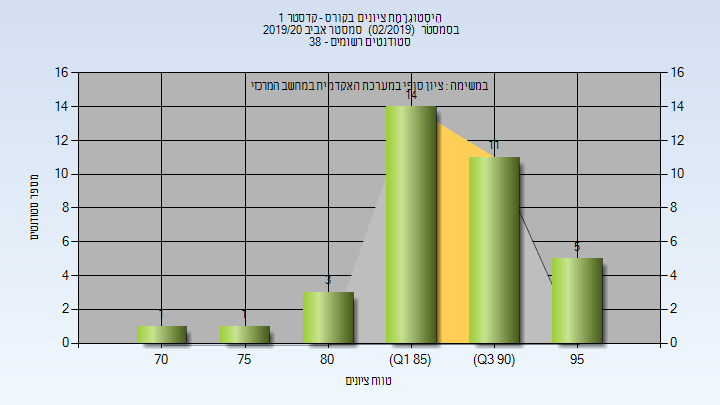 היסטוגרמת ציונים בקורס - קדסטר 1
בסמסטר (02/2019) סמסטר אביב 2019/20
סטודנטים רשומים - 38
במשימה : ציון סופי במערכת האקדמית במחשב המרכזי
16 16
14 14
12 12
10 10
8 8
6 6
4 4
2 2
0 0
1 1 3 14 11 5
70 75 80 (Q1 85) (Q3 90) 95
מספר סטודנטים
טווח ציונים